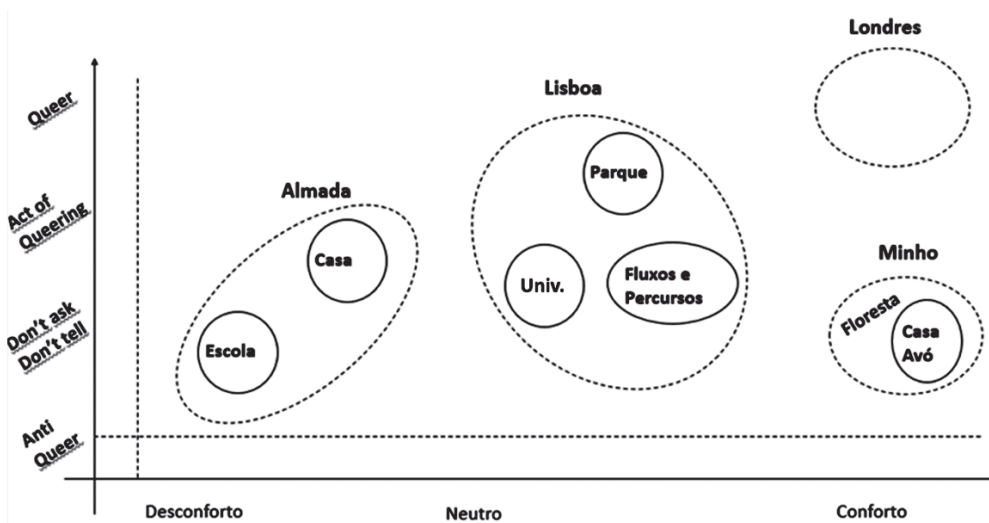 Londres
Lisboa
Queer
Parque
Almada
Act of
Queering
Casa
Minho
Univ.
Fluxos e
Percursos
Floresta
Casa
Avó
Don't ask
Don't tell
Escola
Anti
Queer
Desconforto
Neutro
Conforto